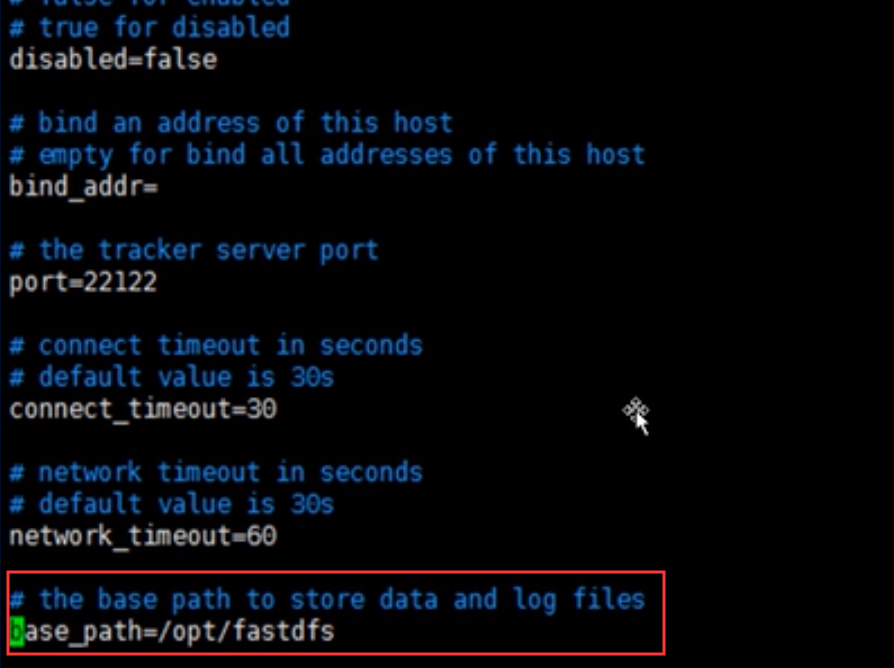 # false for enabled
# true for disabled
disabled=false
# bind an address of this host
# empty for bind all addresses of this host
bind_addr=
# the tracker server port
port=22122
# connect timeout in seconds
# default value is 30s
connect_timeout=30
# network timeout in seconds
# default value is 30s
network_timeout=60
# the base path to store data and log files
base_path=/opt/fastdfs